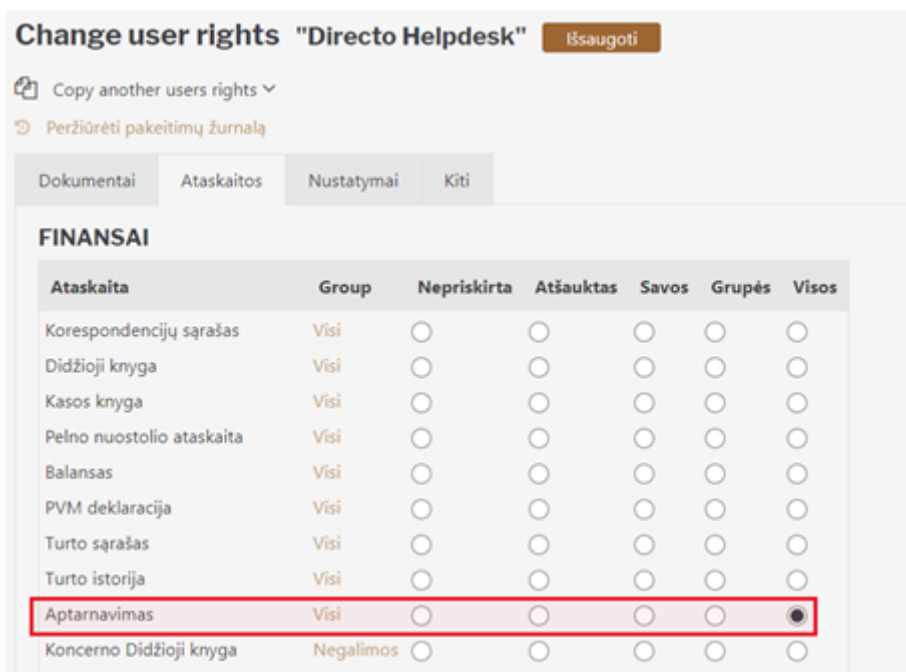 Change user rights "Directo Helpdesk" Išsaugoti
Copy another users rights
Peržiūrėti pakeitimų žurnalą
Dokumentai Ataskaitos Nustatymai Kiti
FINANSAI
Ataskaita Group Nepriskirta Atšauktas Savos Grupės Visos
Korespondencijų sąrašas Visi
Didžioji knyga Visi
Kasos knyga Visi
Pelno nuostolio ataskaita Visi
Balansas Visi
PVM deklaracija Visi
Turto sąrašas Visi
Turto istorija Visi
Aptarnavimas Visi
Koncerno Didžioji knyga Negalimos